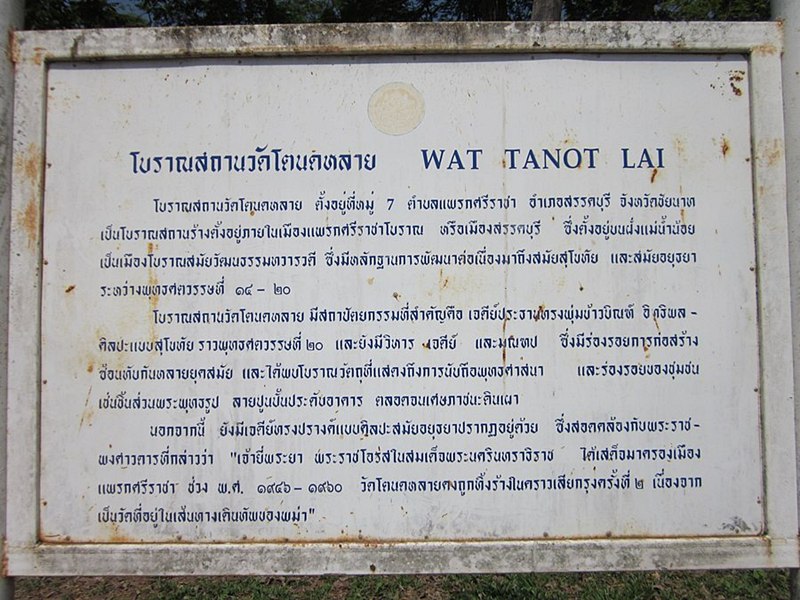 โบราณสถานวัดโตนดหลาย WAT TANOT LAI
โบราณสถานวัดโตนดหลาย ตั้งอยู่ที่หมู่ 7 ตำบลแพรกศรีราชา อำเภอสรรคบุรี จังหวัดชัยนาท
เป็นโบราณสถานร้างตั้งอยู่ภายในเมืองแพรกศรีราชาโบราณ หรือเมืองสรรคบุรี ซึ่งตั้งอยู่บนฝั่งแม่น้ำน้อย
เป็นเมืองโบราณสมัยวัฒนธรรมทวารวดี ซึ่งมีหลักฐานการพัฒนาต่อเนื่องมาถึงสมัยสุโขทัย และสมัยอยุธยา
ระหว่างพุทธศตวรรษที่ ๑๔ - ๒๐
โบราณสถานวัดโตนดหลาย มีสถาปัตยกรรมที่สำคัญคือ เจดีย์ประธานทรงพุ่มข้าวบิณฑ์ อิทธิพล -
ศิลปะแบบสุโขทัย ราวพุทธศตวรรษที่ ๒๐ และยังมีวิหาร เจดีย์ และมณฑป ซึ่งมีร่องรอยการก่อสร้าง
ซ้อนทับกันหลายยุคสมัย และได้พบโบราณวัตถุที่แสดงถึงการนับถือพุทธศาสนา และร่องรอยของชุมชน
เช่นชิ้นส่วนพระพุทธรูป ลายปูนปั้นประดับอาคาร ตลอดจนเศษภาชนะดินเผา
นอกจากนี้ ยังมีเจดีย์ทรงปรางค์แบบศิลปะสมัยอยุธยาปรากฏอยู่ด้วย ซึ่งสอดคล้องกับพระราช-
พงศาวดารที่กล่าวว่า "เจ้ายี่พระยา พระราชโอรสในสมเด็จพระนครินทราธิราช ได้เสด็จมาครองเมือง
แพรกศรีราชา ช่วง พ.ศ. ๑๙๔๖ - ๑๙๖๐ วัดโตนดหลายคงถูกทิ้งร้างในคราวเสียกรุงครั้งที่ ๒ เนื่องจาก
เป็นวัดที่อยู่ในเส้นทางเดินทัพของพม่า"